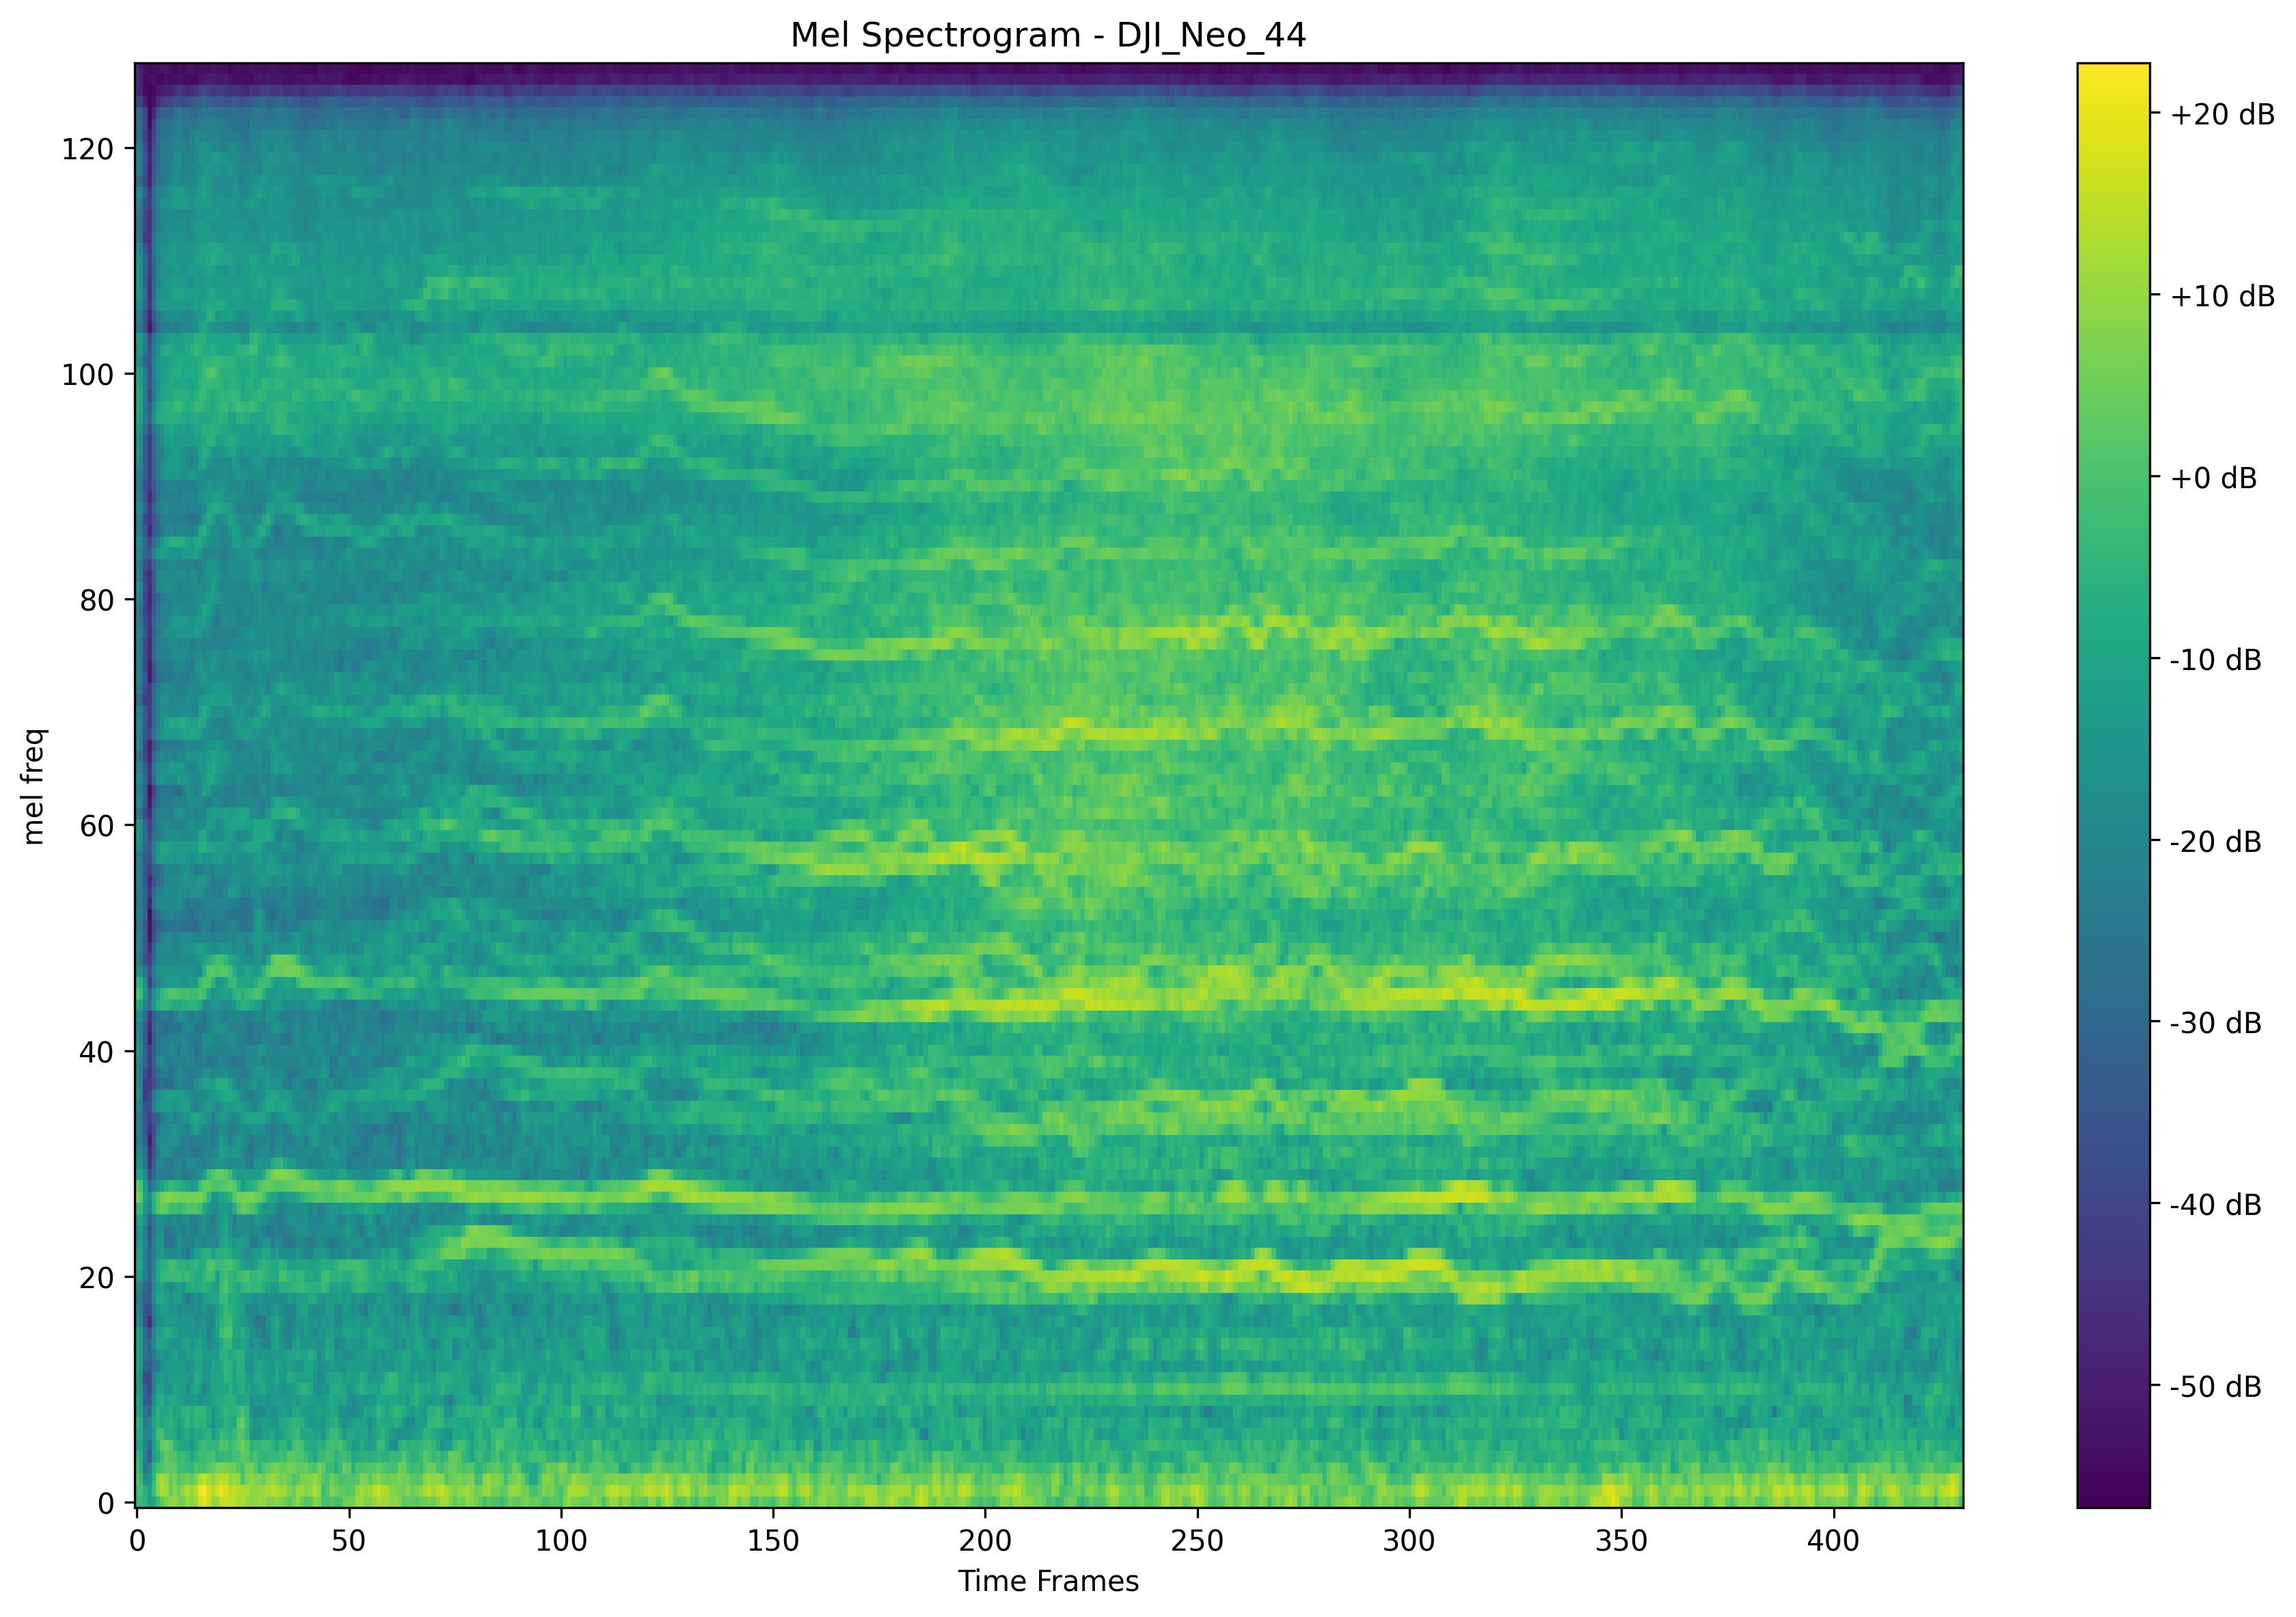 Mel Spectrogram - DJI_Neo_44
mel freq
120
100
80
60
40
20
0
0 50 100 150 200 250 300 350 400
Time Frames
+20 dB
+10 dB
+0 dB
-10 dB
-20 dB
-30 dB
-40 dB
-50 dB